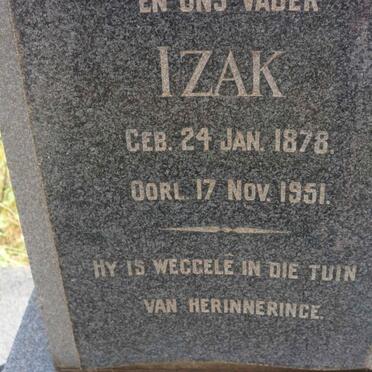 EN ONS VADER
IZAK
GEB. 24 JAN. 1878.
OORL. 17 NOV. 1951.
HY IS WEGGELÊ IN DIE TUIN
VAN HERINNERINGE.